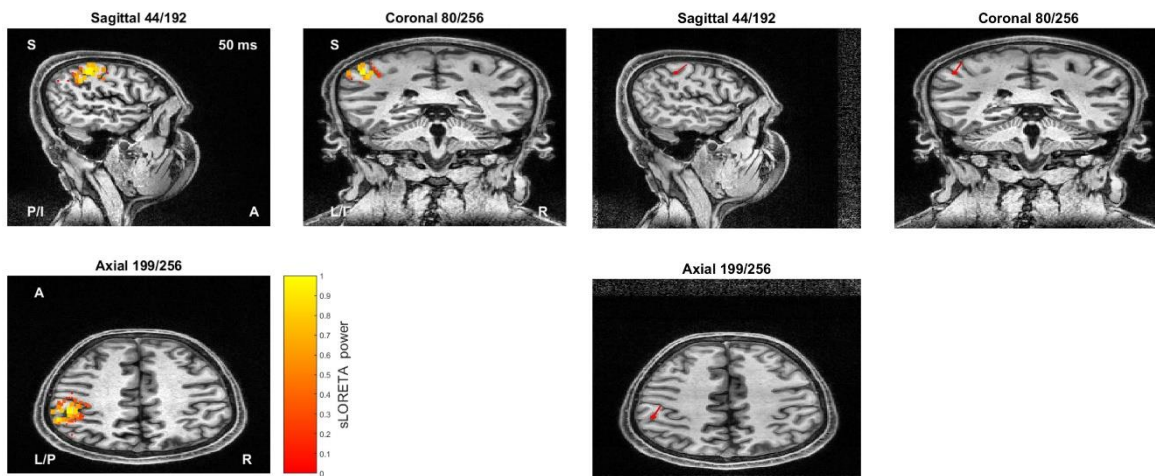 Sagittal 44/192
S
50 ms
P/I
A
Coronal 80/256
S
L/I
R
Sagittal 44/192
Coronal 80/256
Axial 199/256
A
L/P
R
1
0.9
0.8
0.7
0.6
0.5
0.4
0.3
0.2
0.1
0
sLORETA power
Axial 199/256